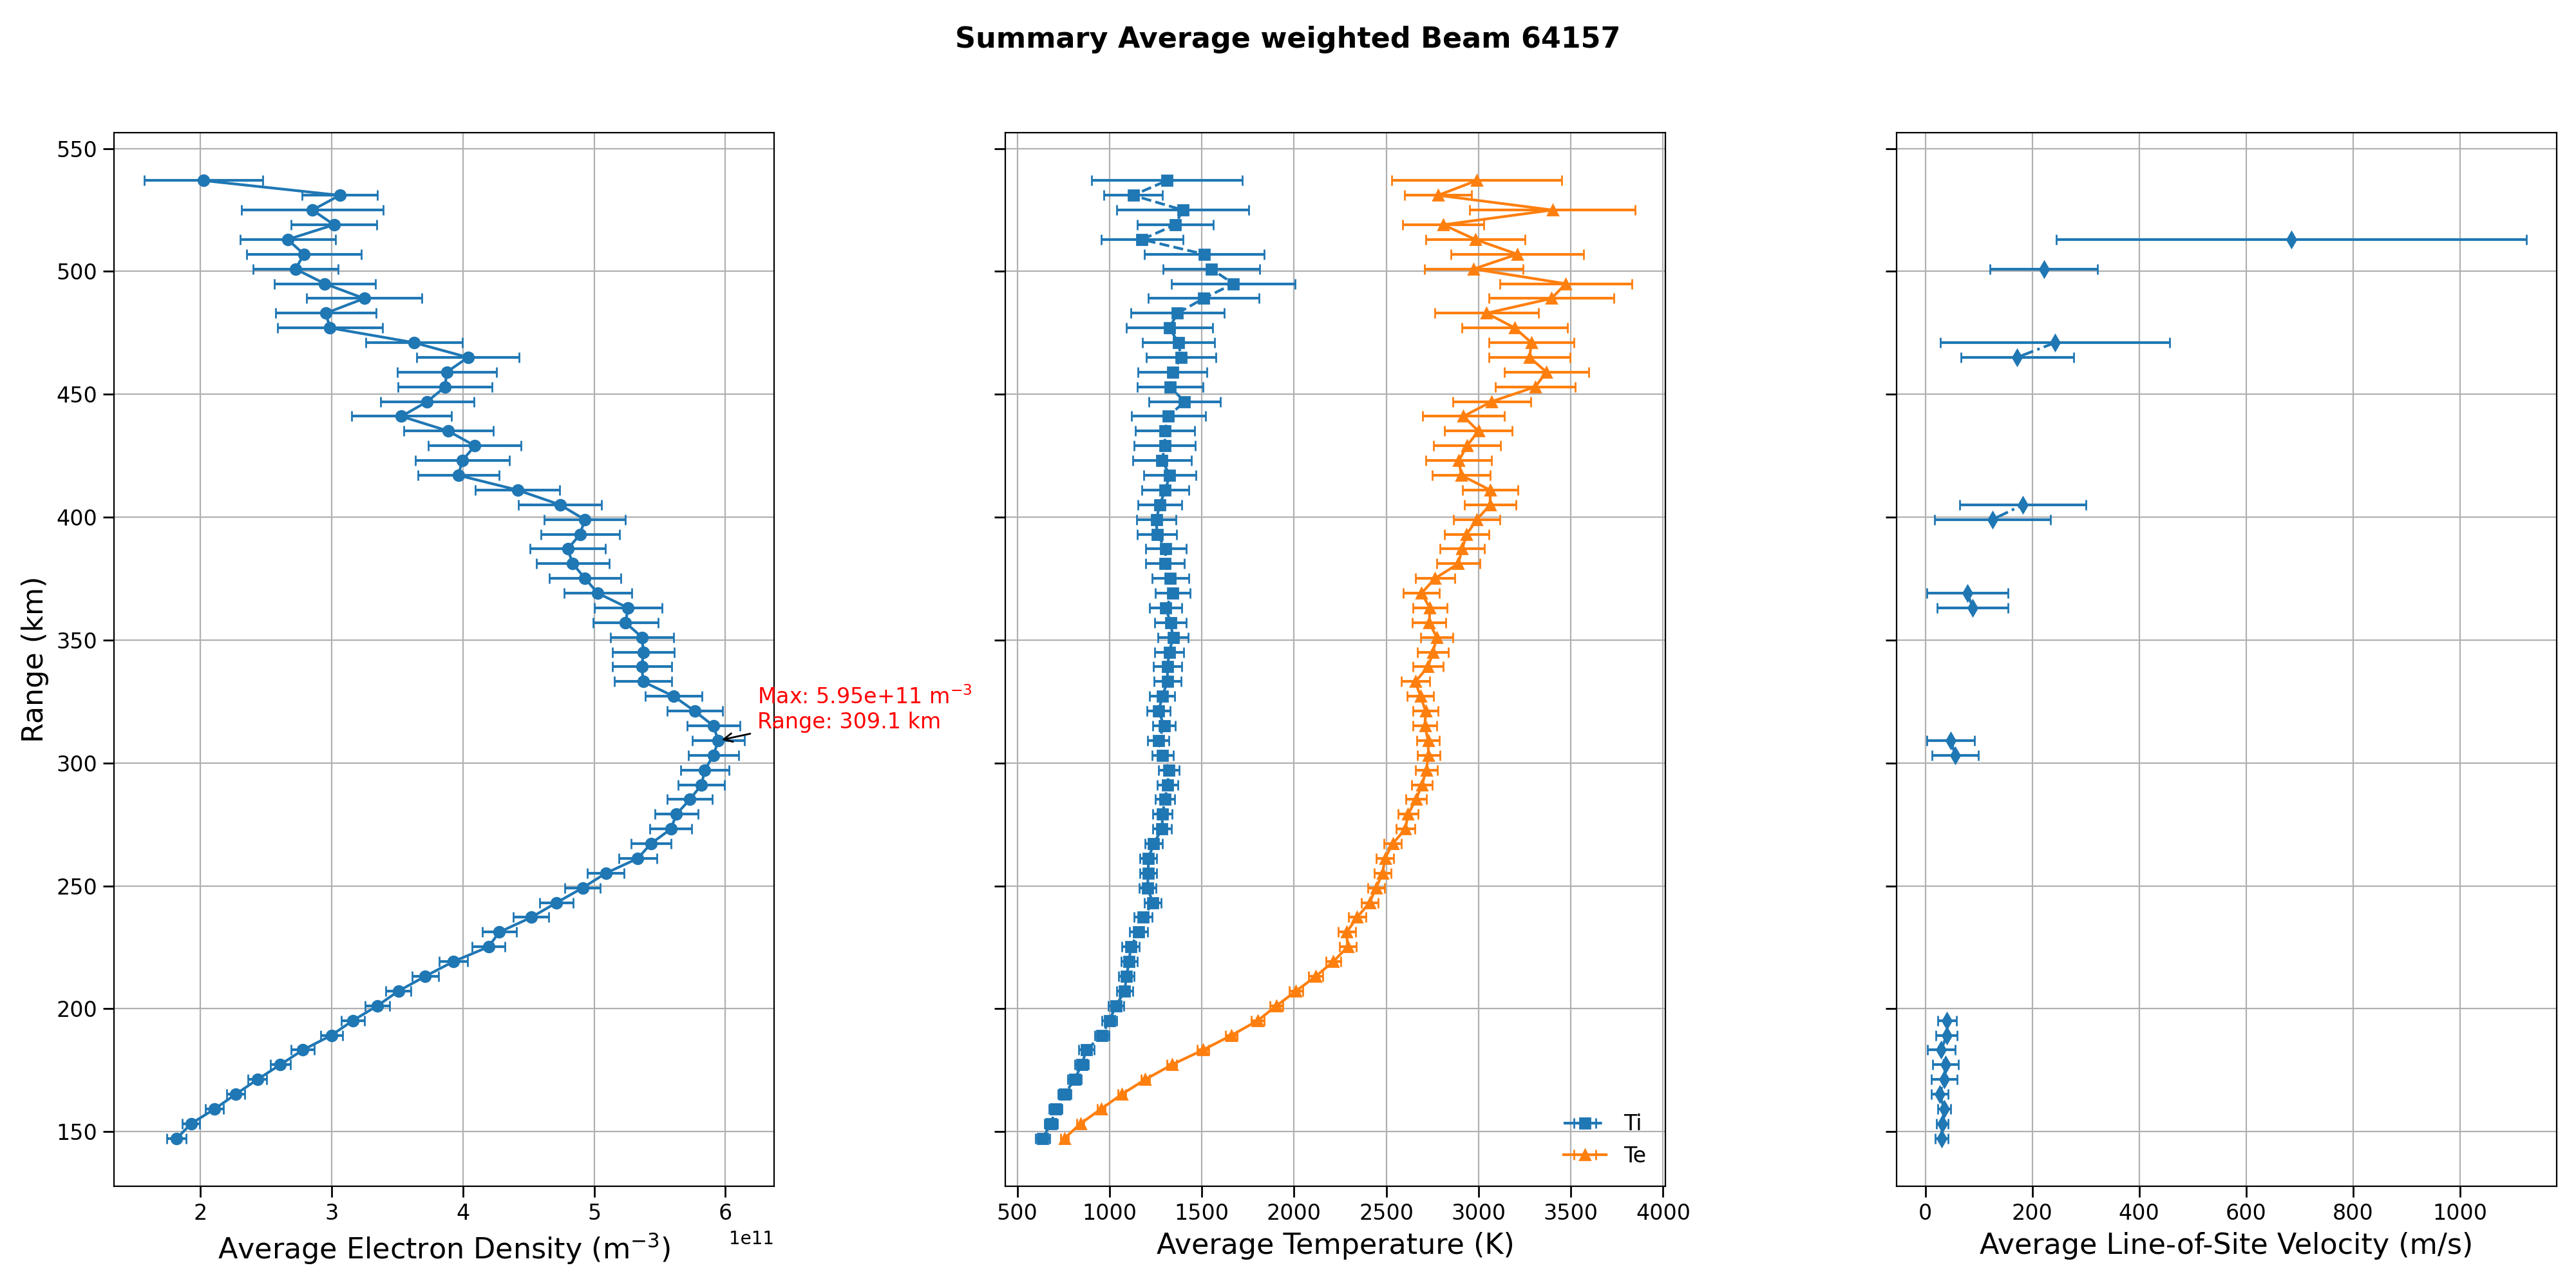 Summary Average weighted Beam 64157
Range (km)
550
500
450
400
350
300
250
200
150
Max: 5.95e+11 m⁻³
Range: 309.1 km
2 3 4 5 6
1e11
Average Electron Density (m⁻³)
Ti
Te
500 1000 1500 2000 2500 3000 3500 4000
Average Temperature (K)
0 200 400 600 800 1000
Average Line-of-Site Velocity (m/s)